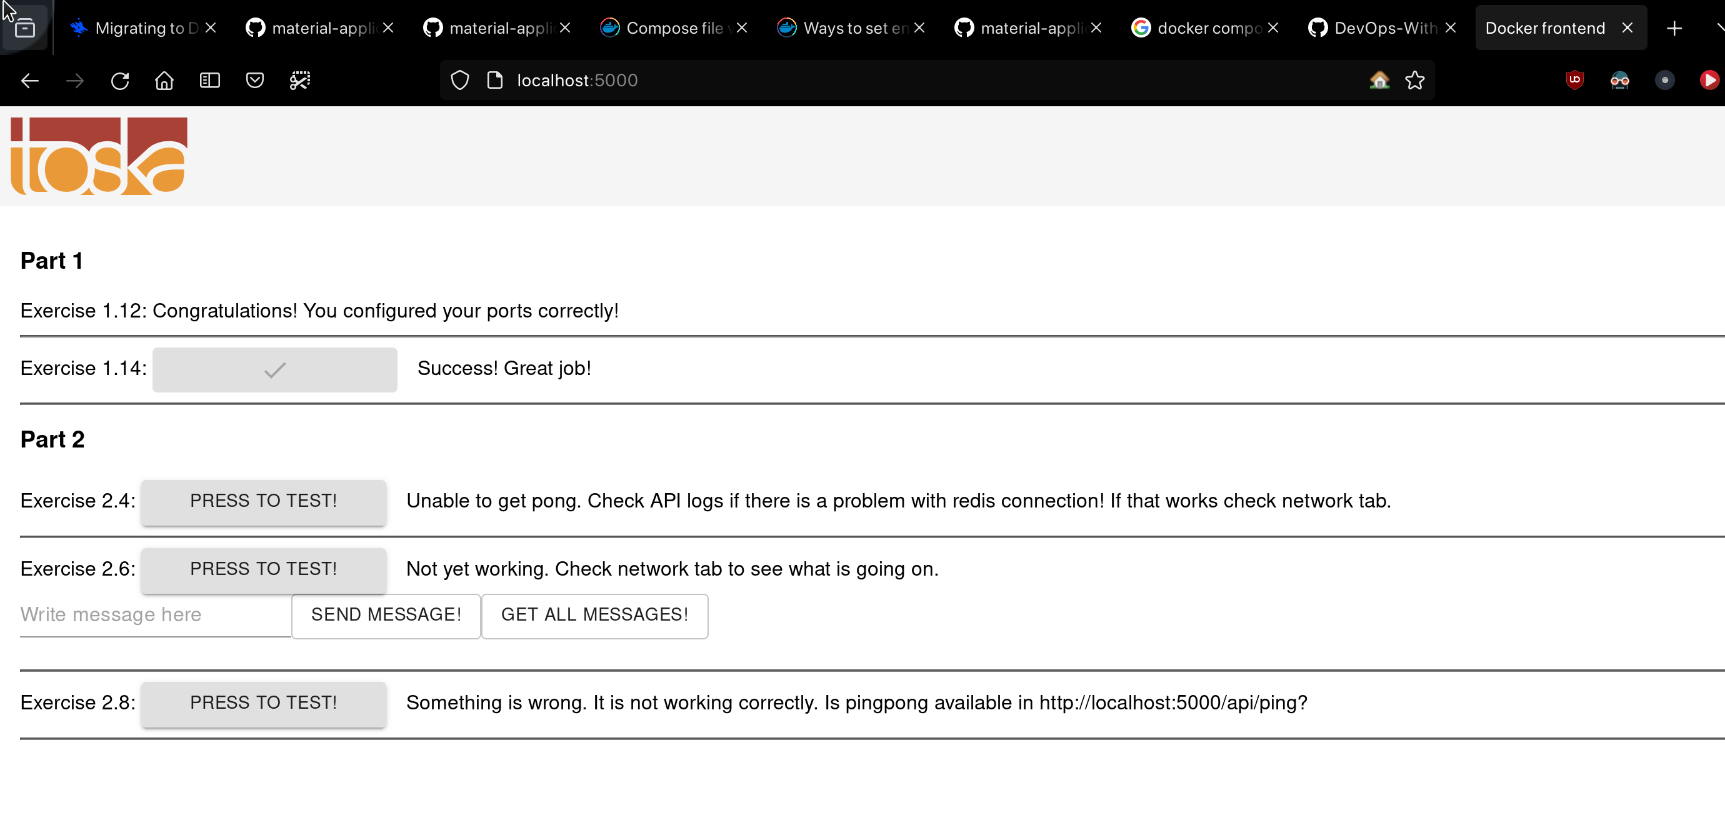 Migrating to D
material-applic
material-applic
Compose file v
Ways to set en
material-applic
docker compo
DevOps-With
Docker frontend
localhost:5000
toska
Part 1
Exercise 1.12: Congratulations! You configured your ports correctly!
Exercise 1.14: Success! Great job!
Part 2
Exercise 2.4: PRESS TO TEST! Unable to get pong. Check API logs if there is a problem with redis connection! If that works check network tab.
Exercise 2.6: PRESS TO TEST! Not yet working. Check network tab to see what is going on.
Write message here SEND MESSAGE! GET ALL MESSAGES!
Exercise 2.8: PRESS TO TEST! Something is wrong. It is not working correctly. Is pingpong available in http://localhost:5000/api/ping?